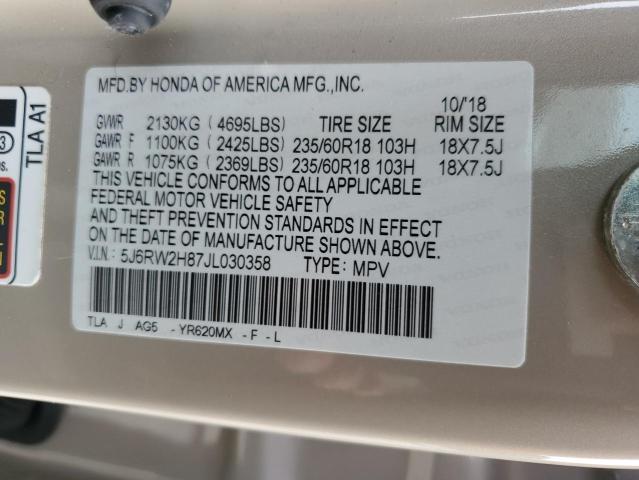 MFD.BY HONDA OF AMERICA MFG.,INC.
10/'18
GVWR 2130KG (4695LBS) TIRE SIZE RIM SIZE
GAWR F 1100KG (2425LBS) 235/60R18 103H 18X7.5J
GAWR R 1075KG (2369LBS) 235/60R18 103H 18X7.5J
THIS VEHICLE CONFORMS TO ALL APPLICABLE
FEDERAL MOTOR VEHICLE SAFETY
AND THEFT PREVENTION STANDARDS IN EFFECT
ON THE DATE OF MANUFACTURE SHOWN ABOVE.
V.I.N.: 5J6RW2H87JL030358 TYPE: MPV
TLA J AG5 -YR620MX -F-L
TLA A1